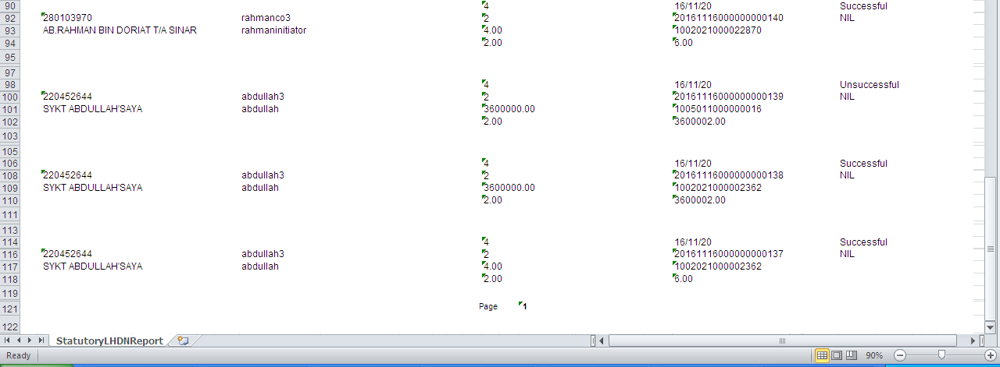 90 4 16/11/20 Successful
92 280103970 rahmanco3 2 20161116000000000140 NIL
93 AB.RAHMAN BIN DORIAT T/A SINAR rahmaninitiator 4.00 1002021000022870
94 2.00 6.00
95
97
98 4 16/11/20 Unsuccessful
100 220452644 abdullah3 2 20161116000000000139 NIL
101 SYKT ABDULLAH'SAYA abdullah 3600000.00 1005011000000016
102 2.00 3600002.00
103
105
106 4 16/11/20 Successful
108 220452644 abdullah3 2 20161116000000000138 NIL
109 SYKT ABDULLAH'SAYA abdullah 3600000.00 1002021000002362
110 2.00 3600002.00
111
113
114 4 16/11/20 Successful
116 220452644 abdullah3 2 20161116000000000137 NIL
117 SYKT ABDULLAH'SAYA abdullah 4.00 1002021000002362
118 2.00 6.00
119
121 Page 1
122
StatutoryLHDNReport
Ready 90%